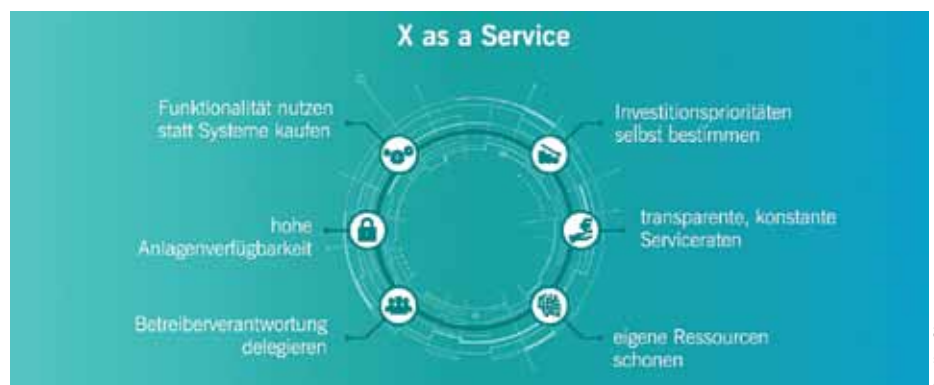 X as a Service
Funktionalität nutzen
statt Systeme kaufen
hohe
Anlagenverfügbarkeit
Betreiberverantwortung
delegieren
Investitionsprioritäten
selbst bestimmen
transparente, konstante
Serviceraten
eigene Ressourcen
schonen